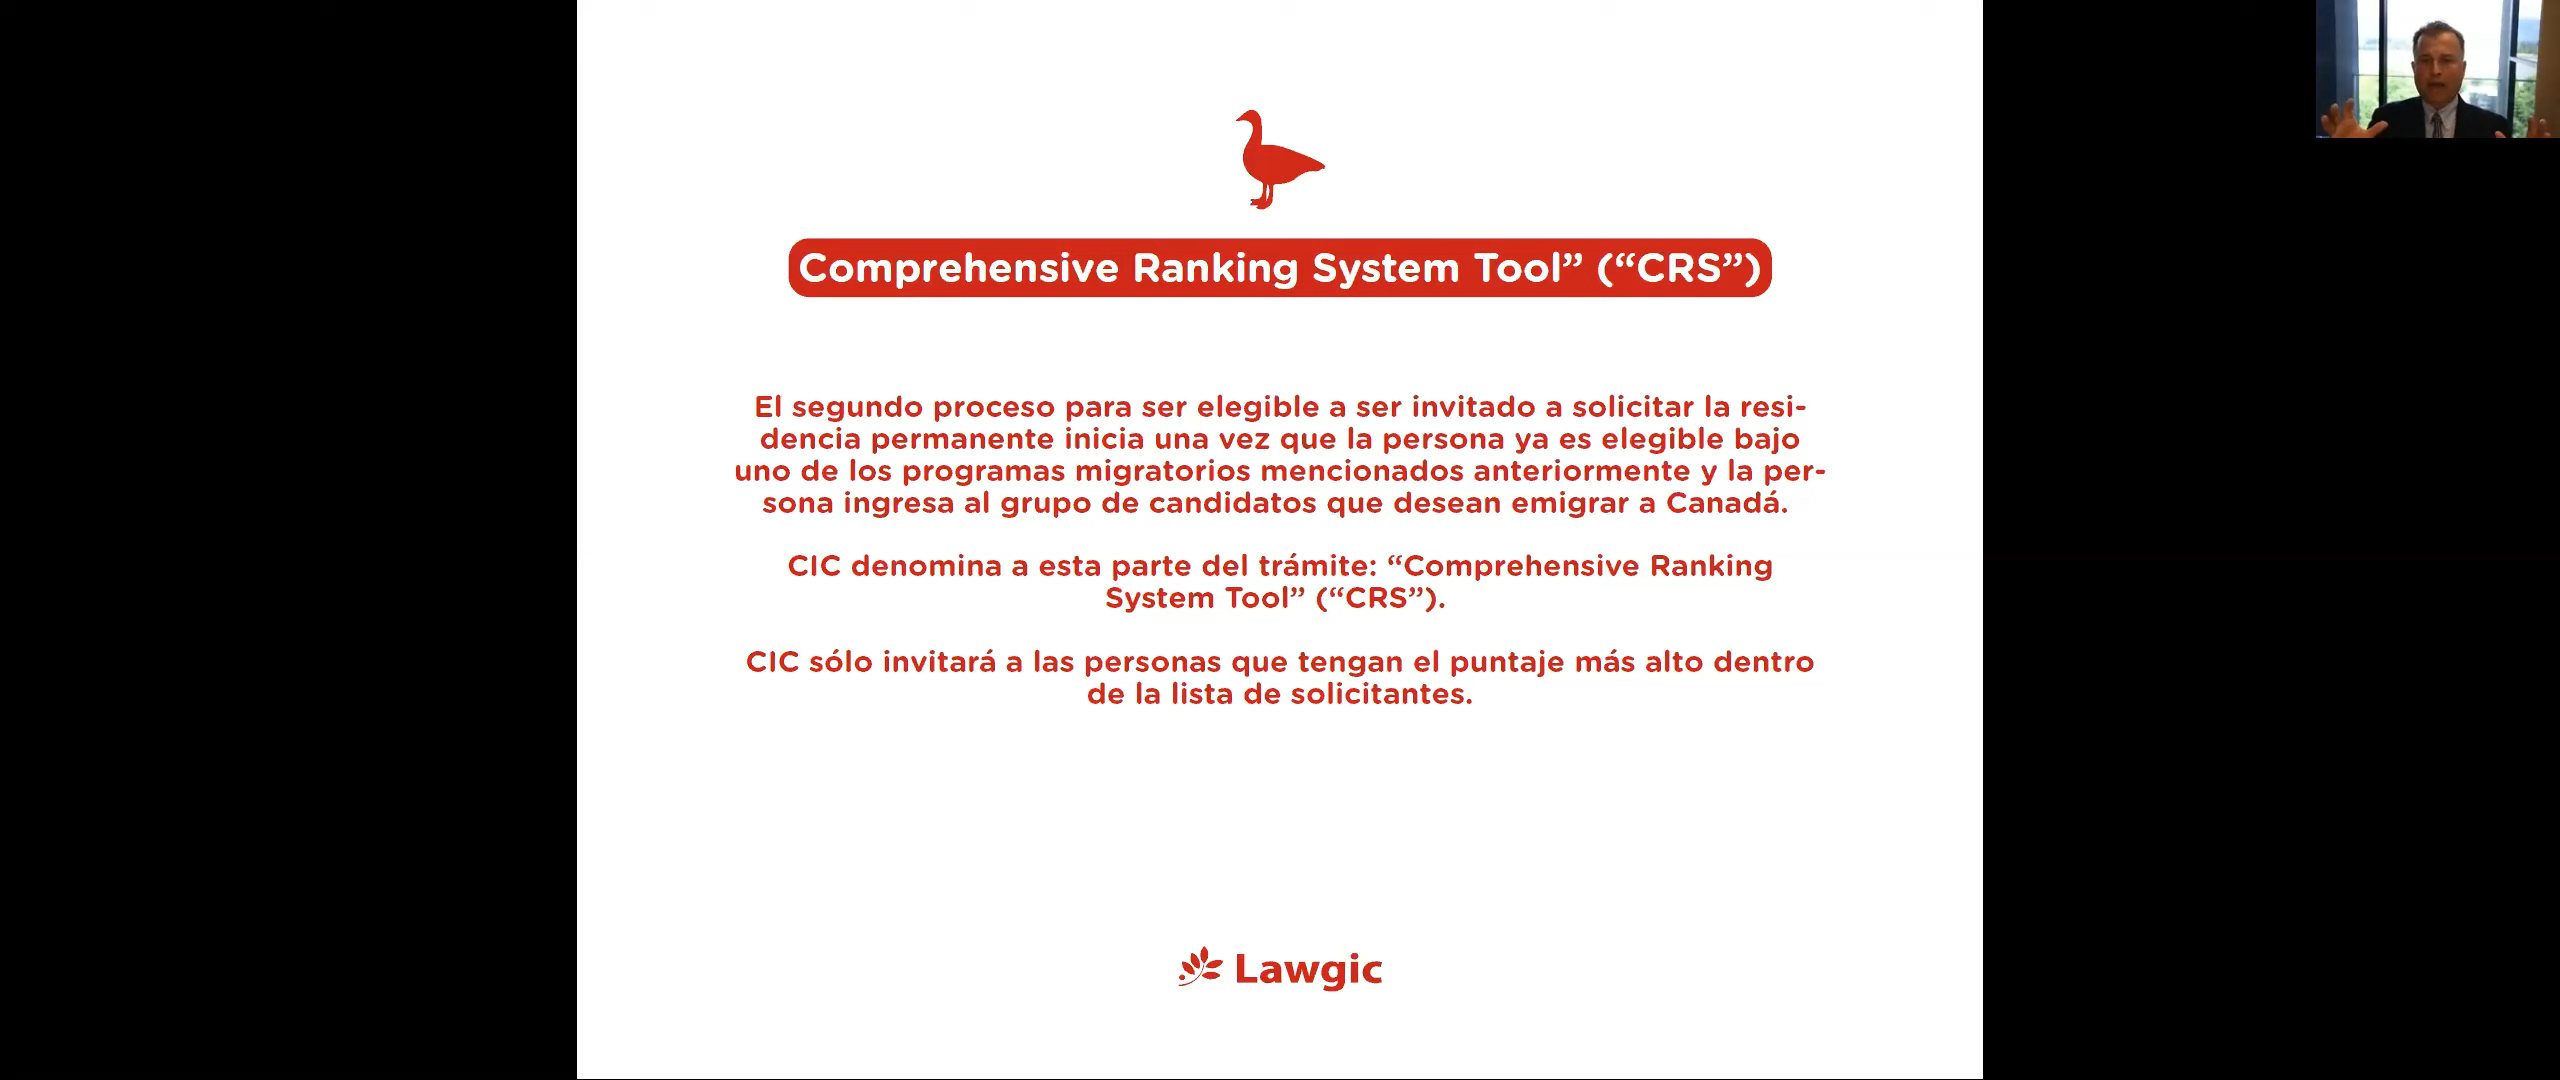 Comprehensive Ranking System Tool” (“CRS”)
El segundo proceso para ser elegible a ser invitado a solicitar la resi-
dencia permanente inicia una vez que la persona ya es elegible bajo
uno de los programas migratorios mencionados anteriormente y la per-
sona ingresa al grupo de candidatos que desean emigrar a Canadá.
CIC denomina a esta parte del trámite: “Comprehensive Ranking
System Tool” (“CRS”).
CIC sólo invitará a las personas que tengan el puntaje más alto dentro
de la lista de solicitantes.
Lawgic